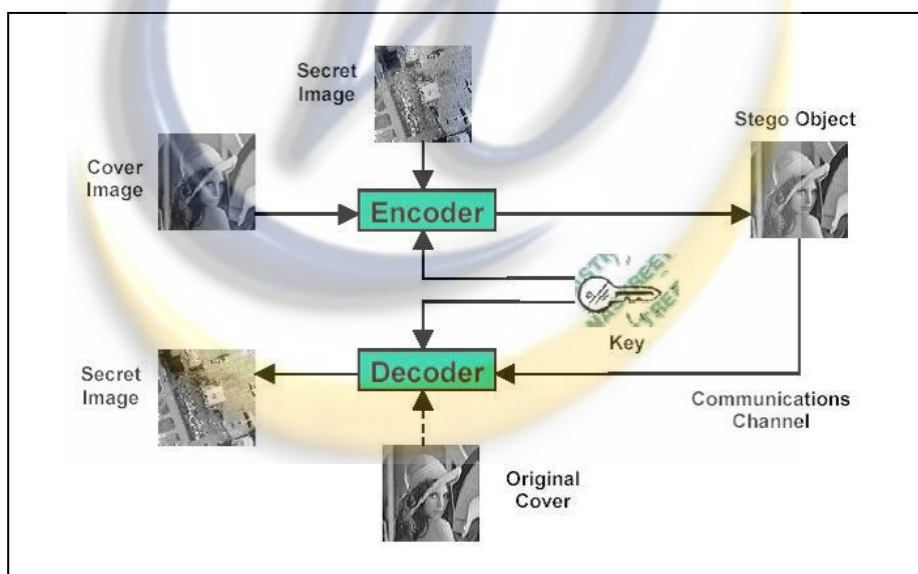 Secret
Image
Stego Object
Cover
Image
Encoder
Key
Secret
Image
Decoder
Communications
Channel
Original
Cover